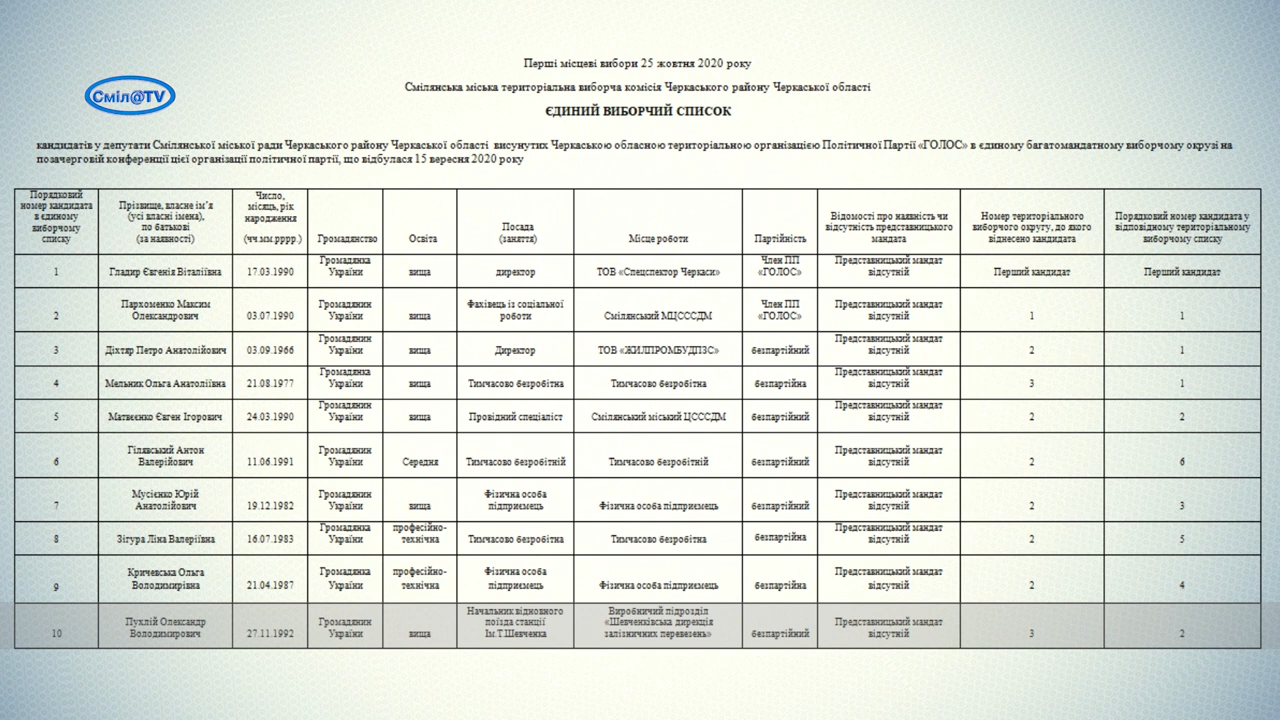 Перші місцеві вибори 25 жовтня 2020 року
Сміл@TV
Смілянська міська територіальна виборча комісія Черкаського району Черкаської області
ЄДИНИЙ ВИБОРЧИЙ СПИСОК
кандидатів у депутати Смілянської міської ради Черкаського району Черкаської області висунутих Черкаською обласною територіальною організацією Політичної Партії «ГОЛОС» в єдиному багатомандатному виборчому окрузі на
позачерговій конференції цієї організації політичної партії, що відбулася 15 вересня 2020 року
Порядковий номер кандидата в єдиному виборчому списку | Прізвище, власне ім’я (усі власні імена), по батькові (за наявності) | Число, місяць, рік народження (чч.мм.рррр.) | Громадянство | Освіта | Посада (заняття) | Місце роботи | Партійність | Відомості про наявність чи відсутність представницького мандата | Номер територіального виборчого округу, до якого віднесено кандидата | Порядковий номер кандидата у відповідному територіальному виборчому списку
1 | Гладир Євгенія Віталіївна | 17.03.1990 | Громадянка України | вища | директор | ТОВ «Спецспектор Черкаси» | Член ПП «ГОЛОС» | Представницький мандат відсутній | Перший кандидат | Перший кандидат
2 | Пархоменко Максим Олександрович | 03.07.1990 | Громадянин України | вища | Фахівець із соціальної роботи | Смілянський МЦСССДМ | Член ПП «ГОЛОС» | Представницький мандат відсутній | 1 | 1
3 | Діхтяр Петро Анатолійович | 03.09.1966 | Громадянин України | вища | Директор | ТОВ «ЖИЛПРОМБУДПЗС» | безпартійний | Представницький мандат відсутній | 2 | 1
4 | Мельник Ольга Анатоліївна | 21.08.1977 | Громадянка України | вища | Тимчасово безробітна | Тимчасово безробітна | безпартійна | Представницький мандат відсутній | 3 | 1
5 | Матвєєнко Євген Ігорович | 24.03.1990 | Громадянин України | вища | Провідний спеціаліст | Смілянський міський ЦСССДМ | безпартійний | Представницький мандат відсутній | 2 | 2
6 | Гілявський Антон Валерійович | 11.06.1991 | Громадянин України | Середня | Тимчасово безробітній | Тимчасово безробітній | безпартійний | Представницький мандат відсутній | 2 | 6
7 | Мусієнко Юрій Анатолійович | 19.12.1982 | Громадянин України | вища | Фізична особа підприємець | Фізична особа підприємець | безпартійний | Представницький мандат відсутній | 2 | 3
8 | Зігура Ліна Валеріївна | 16.07.1983 | Громадянка України | професійно-технічна | Тимчасово безробітна | Тимчасово безробітна | безпартійна | Представницький мандат відсутній | 2 | 5
9 | Кричевська Ольга Володимирівна | 21.04.1987 | Громадянка України | професійно-технічна | Фізична особа підприємець | Фізична особа підприємець | безпартійна | Представницький мандат відсутній | 2 | 4
10 | Пухлій Олександр Володимирович | 27.11.1992 | Громадянин України | вища | Начальник відновного поїзда станції Ім.Т.Шевченка | Виробничий підрозділ «Шевченківська дирекція залізничних перевезень» | безпартійний | Представницький мандат відсутній | 3 | 2